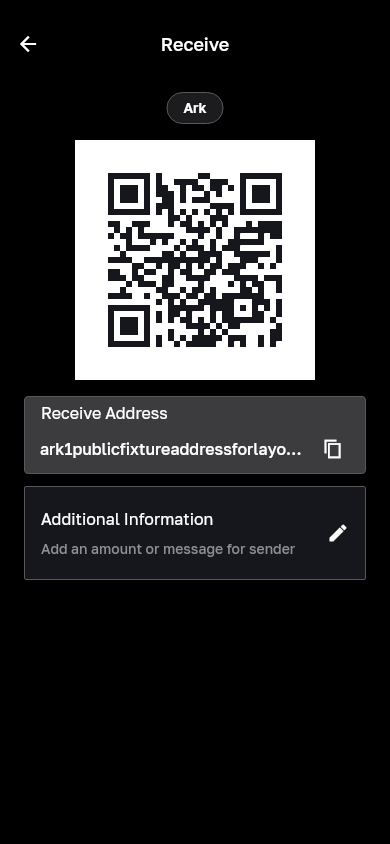 Receive
Ark
Receive Address
ark1publicfixtureaddressforlayo...
Additional Information
Add an amount or message for sender